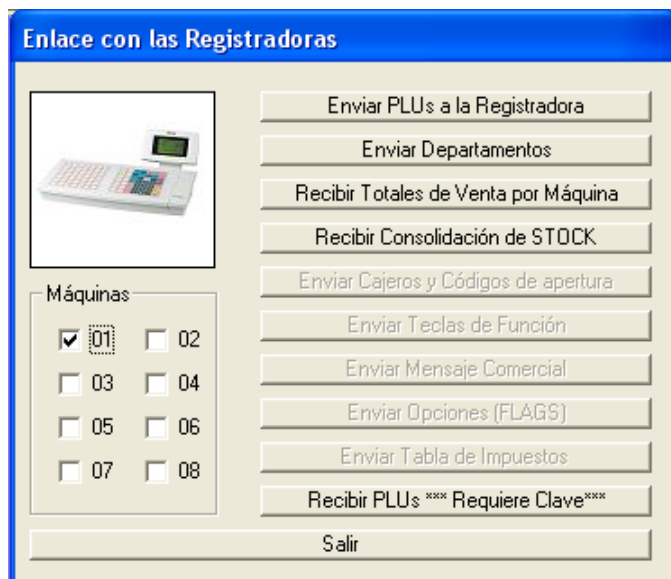 Enlace con las Registradoras
Enviar PLUs a la Registradora
Enviar Departamentos
Recibir Totales de Venta por Máquina
Recibir Consolidación de STOCK
Enviar Cajeros y Códigos de apertura
Enviar Teclas de Función
Enviar Mensaje Comercial
Enviar Opciones (FLAGS)
Enviar Tabla de Impuestos
Recibir PLUs *** Requiere Clave***
Máquinas
01 02
03 04
05 06
07 08
Salir